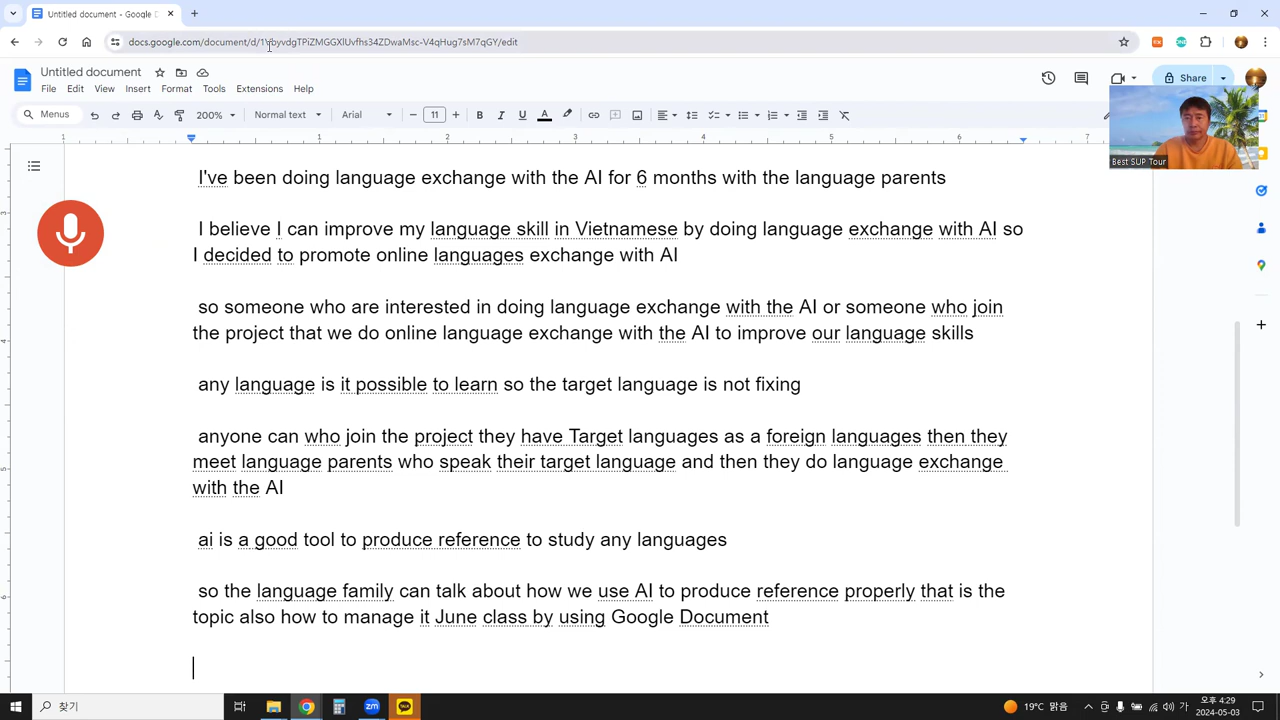 Untitled document - Google D
docs.google.com/document/d/1YbyvdgTPiZMGGXlUvfhs34ZDwaMsc-V4qHug7sM7qGY/edit
Untitled document
File Edit View Insert Format Tools Extensions Help
Share
Menus
200% Normal text Arial 11
Best SUP Tour
I've been doing language exchange with the AI for 6 months with the language parents
I believe I can improve my language skill in Vietnamese by doing language exchange with AI so
I decided to promote online languages exchange with AI
so someone who are interested in doing language exchange with the AI or someone who join
the project that we do online language exchange with the AI to improve our language skills
any language is it possible to learn so the target language is not fixing
anyone can who join the project they have Target languages as a foreign languages then they
meet language parents who speak their target language and then they do language exchange
with the AI
ai is a good tool to produce reference to study any languages
so the language family can talk about how we use AI to produce reference properly that is the
topic also how to manage it June class by using Google Document
찾기
19°C 맑음
오후 4:29
2024-05-03